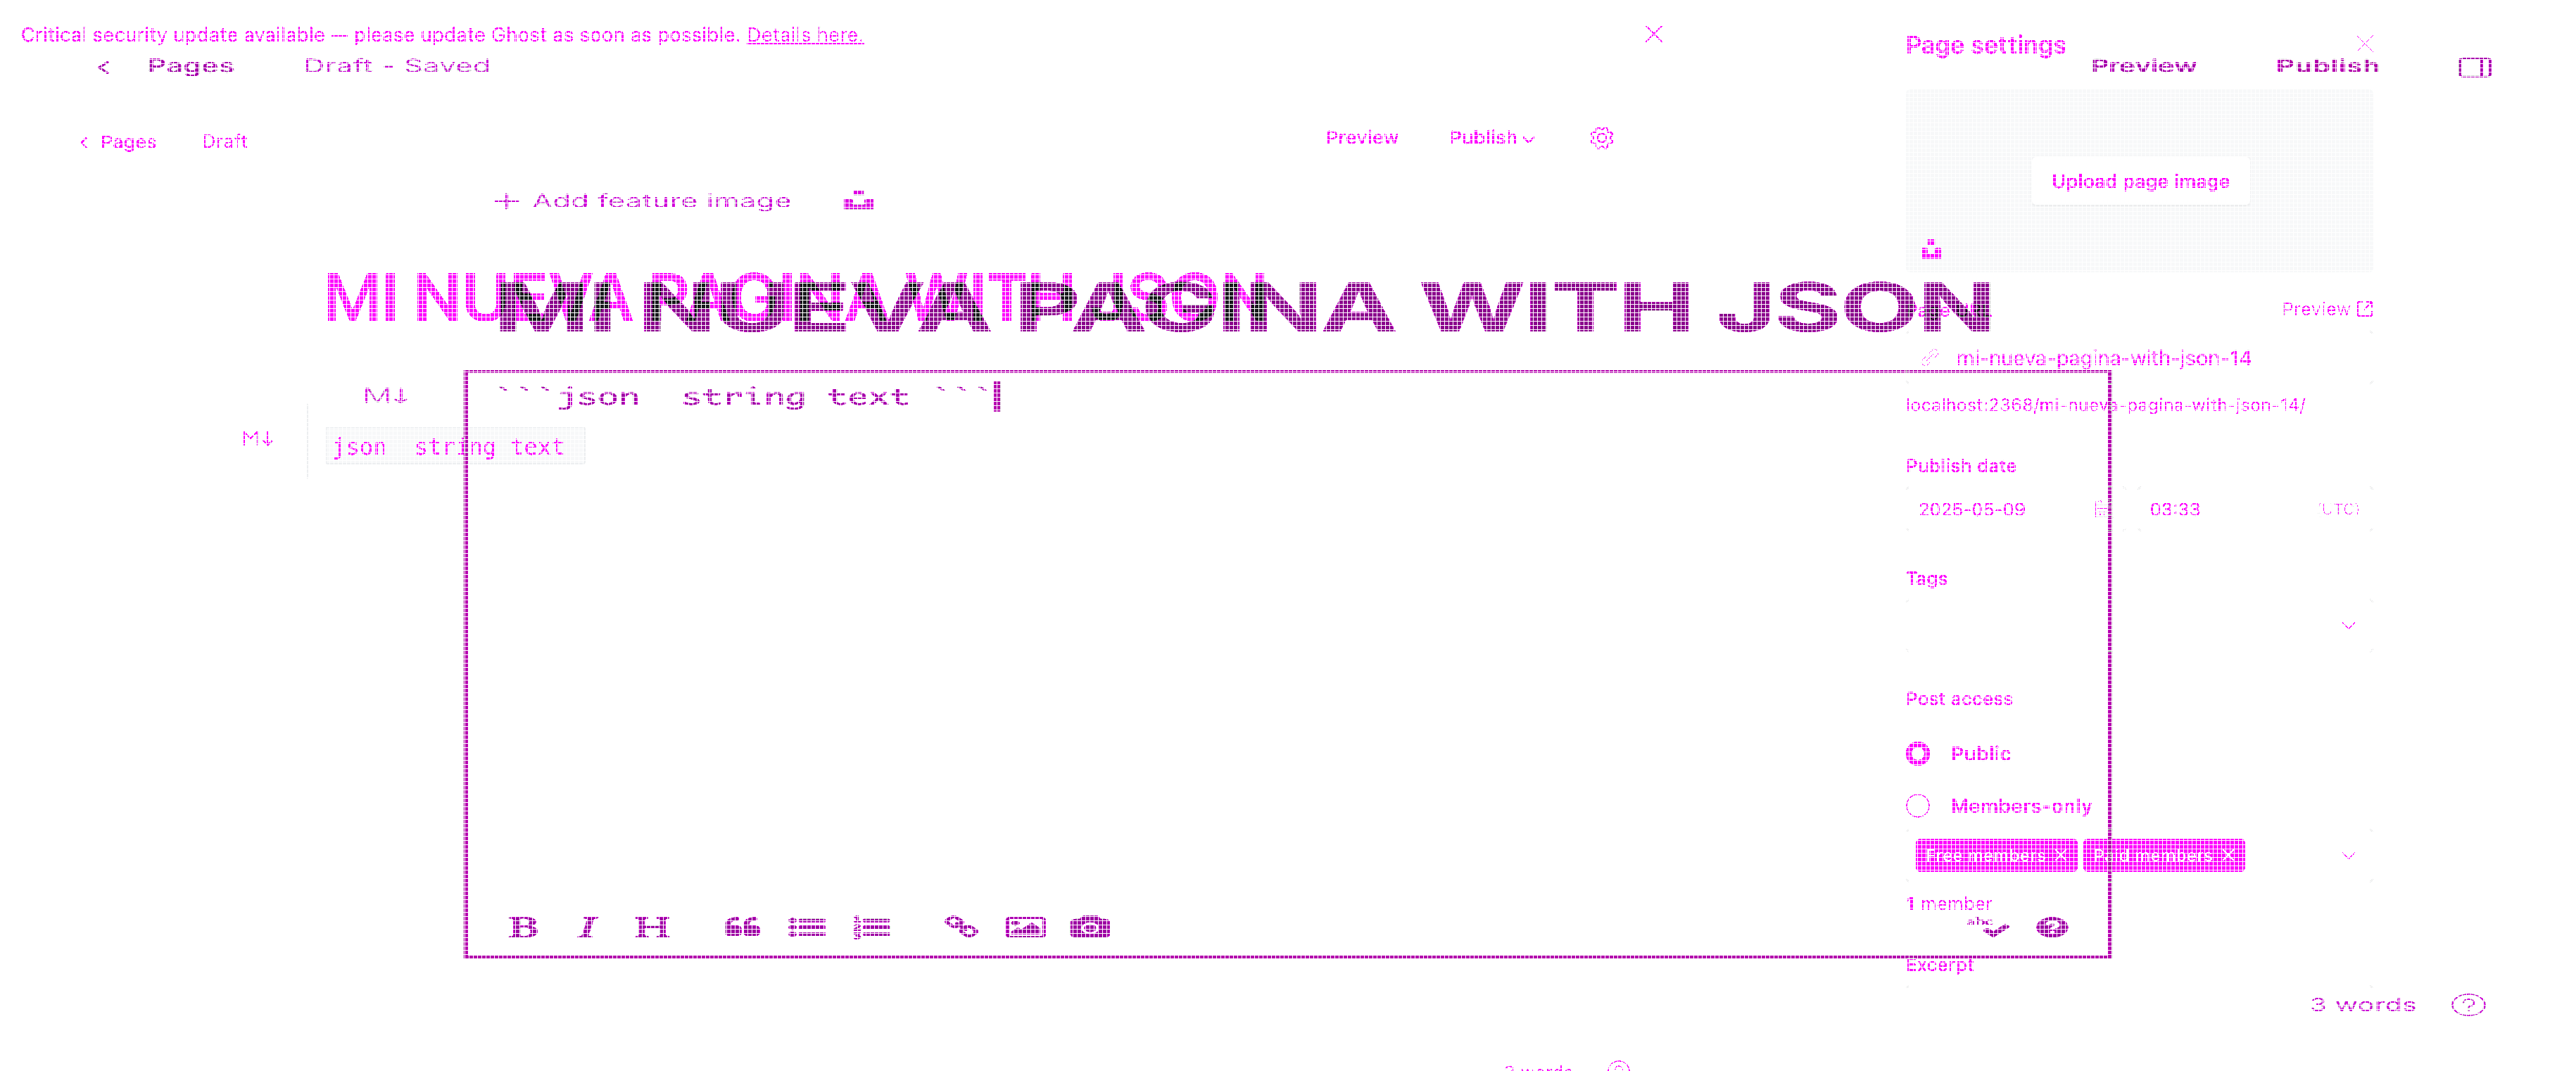 Critical security update available — please update Ghost as soon as possible. Details here.
Page settings
Pages Draft - Saved
Preview Publish
Pages Draft
Preview Publish
Upload page image
+ Add feature image
MI NUEVA PAGINA WITH JSON
MI NUEVA PAGINA WITH JSON
Preview
mi-nueva-pagina-with-json-14
M↓
```json  string text ```
localhost:2368/mi-nueva-pagina-with-json-14/
M↓
json  string text
Publish date
2025-05-09
03:33
(UTC)
Tags
Post access
Public
Members-only
Free members ×
Paid members ×
1 member
B I H
abc
Excerpt
3 words